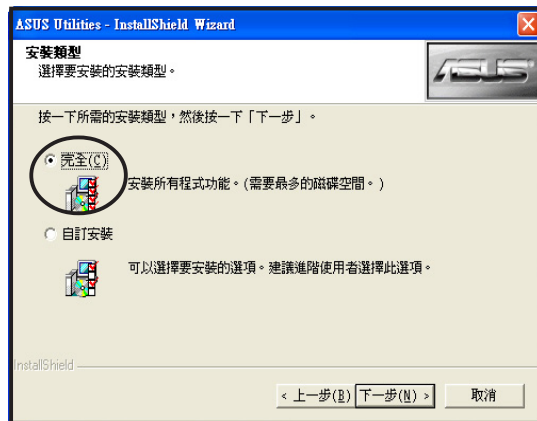 ASUS Utilities - InstallShield Wizard
安裝類型
選擇要安裝的安裝類型。
ASUS
按一下所需的安裝類型，然後按一下「下一步」。
完全(C)
安裝所有程式功能。(需要最多的磁碟空間。)
自訂安裝
可以選擇要安裝的選項。建議進階使用者選擇此選項。
InstallShield
< 上一步(B) 下一步(N) > 取消